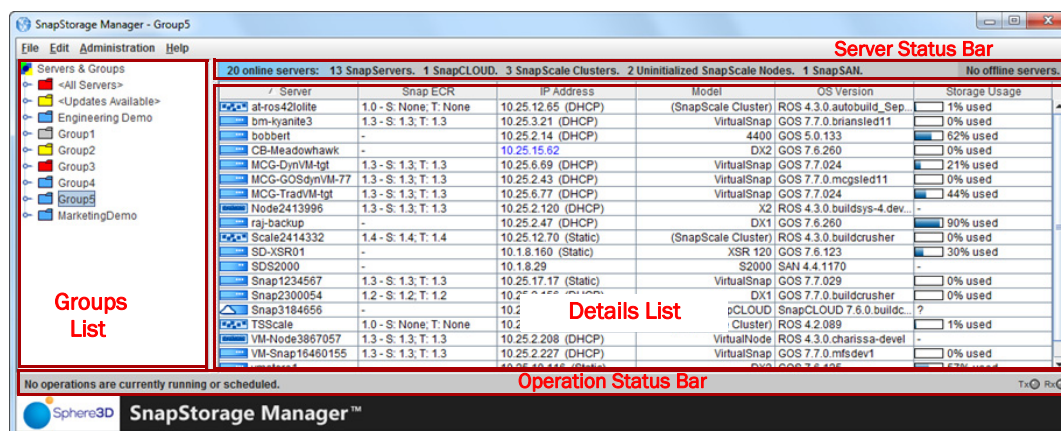 SnapStorage Manager - Group5
File Edit Administration Help
Server Status Bar
Servers & Groups
<All Servers>
<Updates Available>
Engineering Demo
Group1
Group2
Group3
Group4
Group5
MarketingDemo
Groups
List
20 online servers: 13 SnapServers. 1 SnapCLOUD. 3 SnapScale Clusters. 2 Uninitialized SnapScale Nodes. 1 SnapSAN. No offline servers.
Server Snap ECR IP Address Model OS Version Storage Usage
at-ros42lolite 1.0 - S: None; T: None 10.25.12.65 (DHCP) (SnapScale Cluster) ROS 4.3.0.autobuild_Sep... 1% used
bm-kyanite3 1.3 - S: 1.3; T: 1.3 10.25.3.21 (DHCP) VirtualSnap GOS 7.7.0.briansled11 0% used
bobbert - 10.25.2.14 (DHCP) 4400 GOS 5.0.133 62% used
CB-Meadowhawk - 10.25.15.62 DX2 GOS 7.6.260 0% used
MCG-DynVM-tgt 1.3 - S: 1.3; T: 1.3 10.25.6.69 (DHCP) VirtualSnap GOS 7.7.024 21% used
MCG-GOSdynVM-77 1.3 - S: 1.3; T: 1.3 10.25.2.43 (DHCP) VirtualSnap GOS 7.7.0.mcgsled11 0% used
MCG-TradVM-tgt 1.3 - S: 1.3; T: 1.3 10.25.6.77 (DHCP) VirtualSnap GOS 7.7.024 44% used
Node2413996 1.3 - S: 1.3; T: 1.3 10.25.2.120 (DHCP) X2 ROS 4.3.0.buildsys-4.dev... -
raj-backup - 10.25.2.47 (DHCP) DX1 GOS 7.6.260 90% used
Scale2414332 1.4 - S: 1.4; T: 1.4 10.25.12.70 (Static) (SnapScale Cluster) ROS 4.3.0.buildcrusher 0% used
SD-XSR01 - 10.1.8.160 (Static) XSR 120 GOS 7.6.123 30% used
SDS2000 - 10.1.8.29 S2000 SAN 4.4.1170 -
Snap1234567 1.3 - S: 1.3; T: 1.3 10.25.17.17 (Static) VirtualSnap GOS 7.7.029 0% used
Snap2300054 1.2 - S: 1.2; T: 1.2 DX1 GOS 7.7.0.buildcrusher 0% used
Snap3184656 - 10.2 pCLOUD SnapCLOUD 7.6.0.buildc... ?
Details List
TSScale 1.0 - S: None; T: None 10.2 Cluster) ROS 4.2.089 1% used
VM-Node3867057 1.3 - S: 1.3; T: 1.3 10.25.2.208 (DHCP) VirtualNode ROS 4.3.0.charissa-devel -
VM-Snap16460155 1.3 - S: 1.3; T: 1.3 10.25.2.227 (DHCP) VirtualSnap GOS 7.7.0.mfsdev1 0% used
Operation Status Bar
No operations are currently running or scheduled. Tx Rx
Sphere3D SnapStorage Manager™